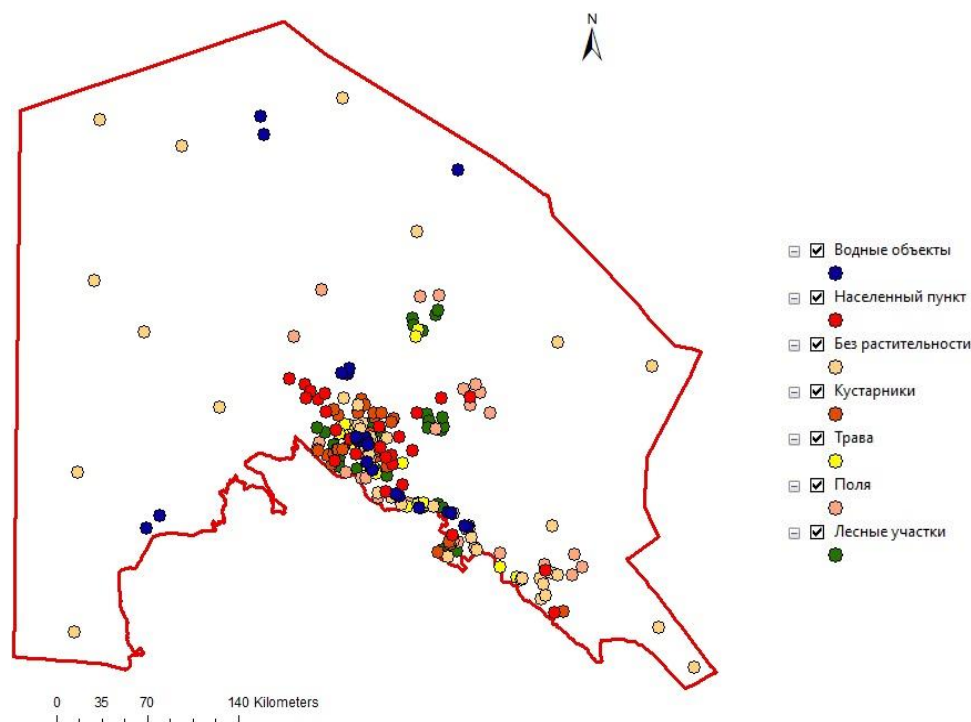 N
Водные объекты
Населенный пункт
Без растительности
Кустарники
Трава
Поля
Лесные участки
0 35 70 140 Kilometers